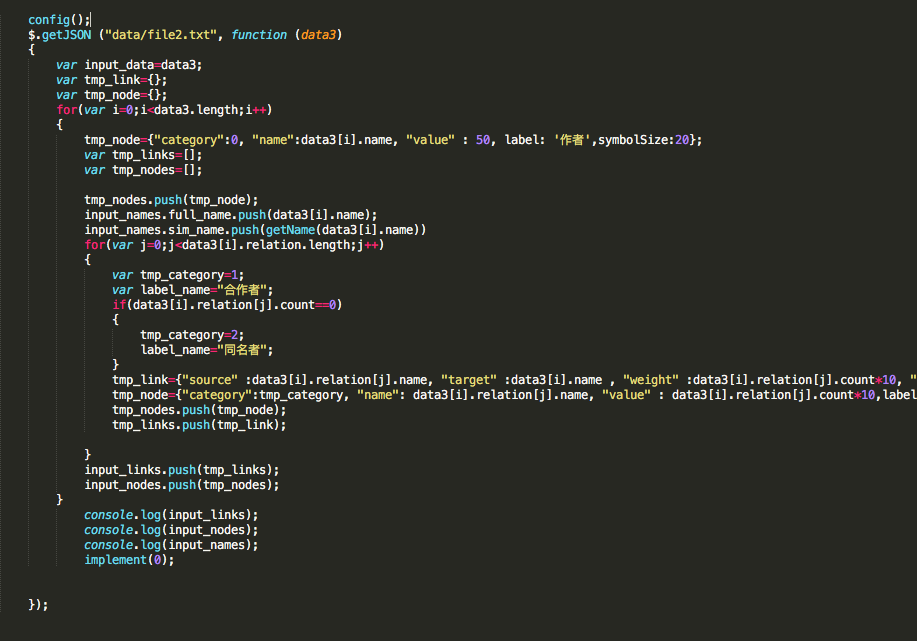 config();
$.getJSON ("data/file2.txt", function (data3)
{
var input_data=data3;
var tmp_link={};
var tmp_node={};
for(var i=0;i<data3.length;i++)
{
tmp_node={"category":0, "name":data3[i].name, "value" : 50, label: '作者',symbolSize:20};
var tmp_links=[];
var tmp_nodes=[];
tmp_nodes.push(tmp_node);
input_names.full_name.push(data3[i].name);
input_names.sim_name.push(getName(data3[i].name))
for(var j=0;j<data3[i].relation.length;j++)
{
var tmp_category=1;
var label_name="合作者";
if(data3[i].relation[j].count==0)
{
tmp_category=2;
label_name="同名者";
}
tmp_link={"source" :data3[i].relation[j].name, "target" :data3[i].name , "weight" :data3[i].relation[j].count*10, "
tmp_node={"category":tmp_category, "name": data3[i].relation[j].name, "value" : data3[i].relation[j].count*10,label
tmp_nodes.push(tmp_node);
tmp_links.push(tmp_link);
}
input_links.push(tmp_links);
input_nodes.push(tmp_nodes);
}
console.log(input_links);
console.log(input_nodes);
console.log(input_names);
implement(0);
});